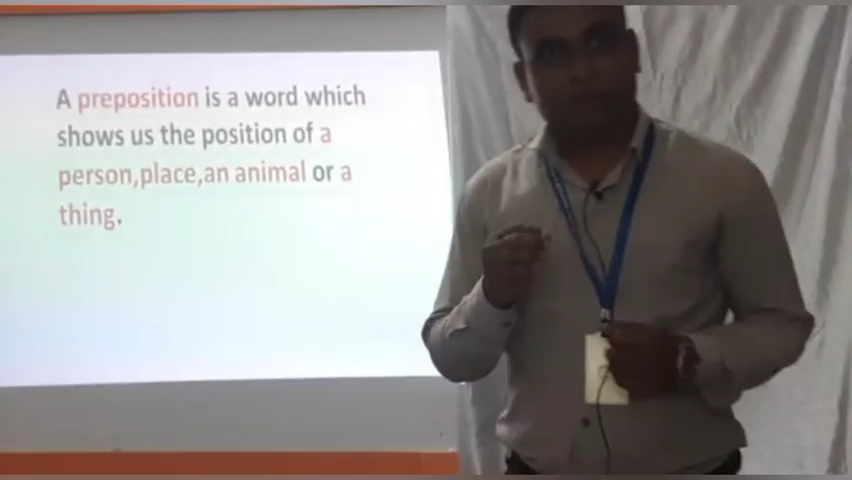 A preposition is a word which
shows us the position of a
person,place,an animal or a
thing.